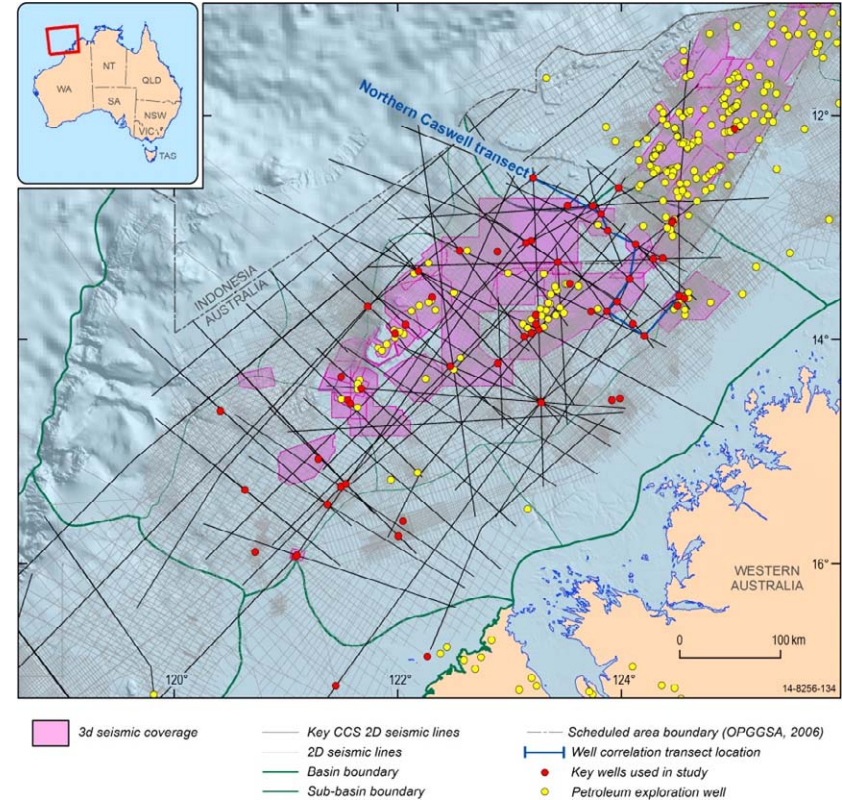 NT
WA
QLD
SA
NSW
VIC
TAS
Northern Caswell transect
12°
INDONESIA
AUSTRALIA
14°
16°
WESTERN
AUSTRALIA
0 100 km
120° 122° 124°
14-8256-134
3d seismic coverage
Key CCS 2D seismic lines
2D seismic lines
Basin boundary
Sub-basin boundary
Scheduled area boundary (OPGGSA, 2006)
Well correlation transect location
Key wells used in study
Petroleum exploration well